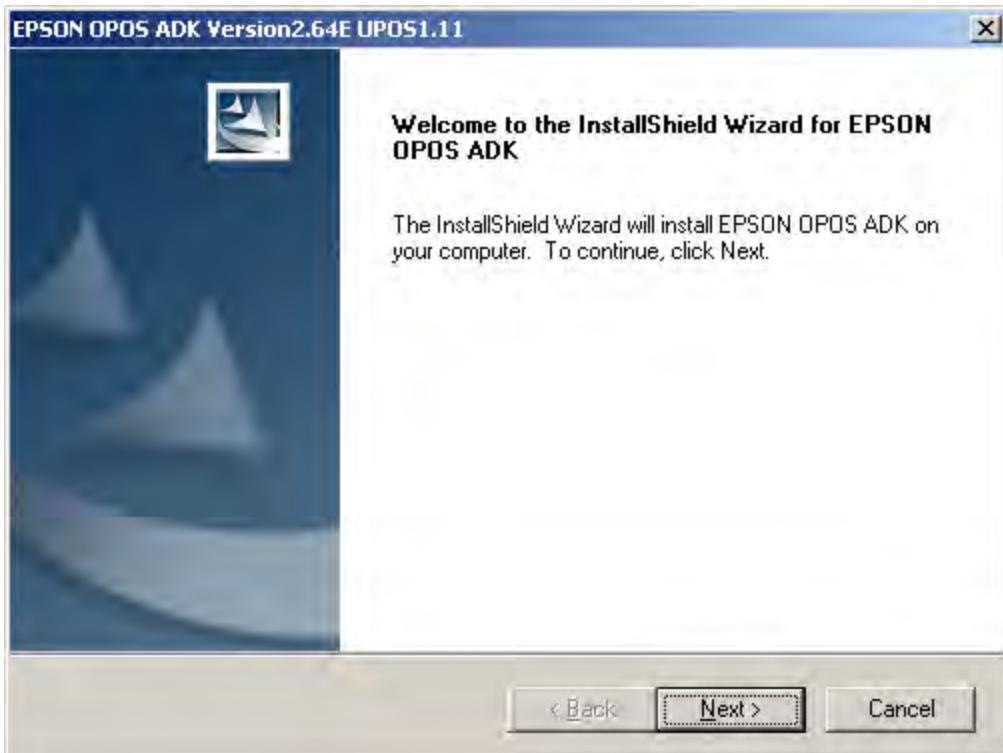 EPSON OPOS ADK Version2.64E UPOS1.11
Welcome to the InstallShield Wizard for EPSON
OPOS ADK
The InstallShield Wizard will install EPSON OPOS ADK on
your computer. To continue, click Next.
< Back
Next >
Cancel